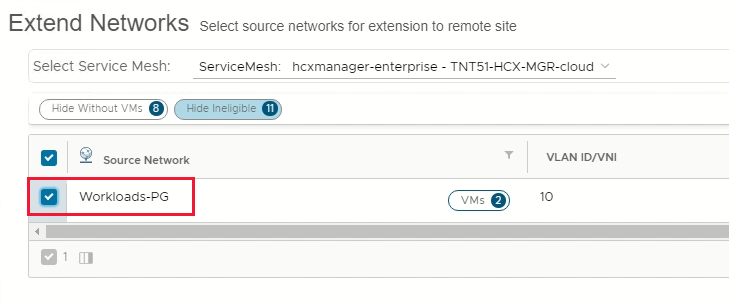 Extend Networks Select source networks for extension to remote site
Select Service Mesh: ServiceMesh: hcxmanager-enterprise - TNT51-HCX-MGR-cloud
Hide Without VMs 8 Hide Ineligible 11
Source Network VLAN ID/VNI
Workloads-PG VMs 2 10
1